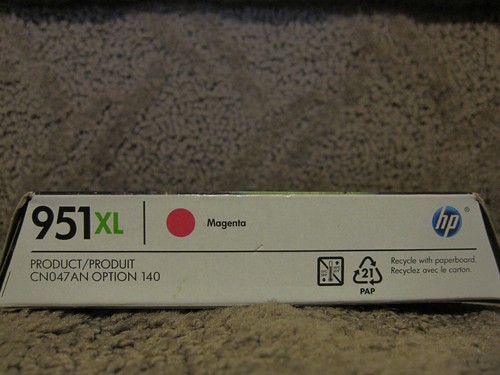 951XL
Magenta
hp®
PRODUCT/PRODUIT
CN047AN OPTION 140
21
PAP
Recycle with paperboard.
Recyclez avec le carton.